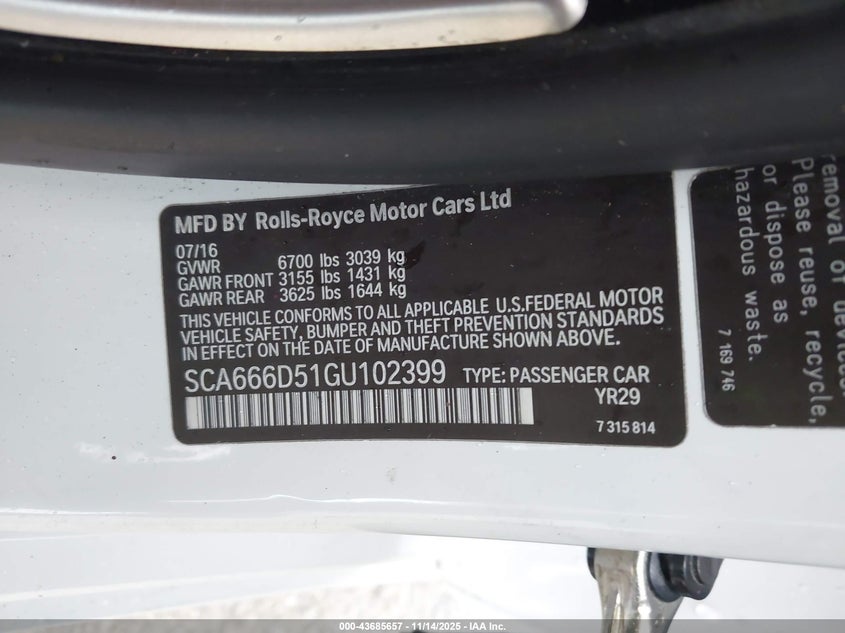 MFD BY Rolls-Royce Motor Cars Ltd
07/16
GVWR 6700 lbs 3039 kg
GAWR FRONT 3155 lbs 1431 kg
GAWR REAR 3625 lbs 1644 kg
THIS VEHICLE CONFORMS TO ALL APPLICABLE U.S.FEDERAL MOTOR
VEHICLE SAFETY, BUMPER AND THEFT PREVENTION STANDARDS
IN EFFECT ON THE DATE OF MANUFACTURE SHOWN ABOVE.
SCA666D51GU102399 TYPE: PASSENGER CAR
YR29
7 315 814
removal of devices
Please reuse, recycle,
or dispose as
hazardous waste.
7 169 746
000-43685657 - 11/14/2025 - IAA Inc.